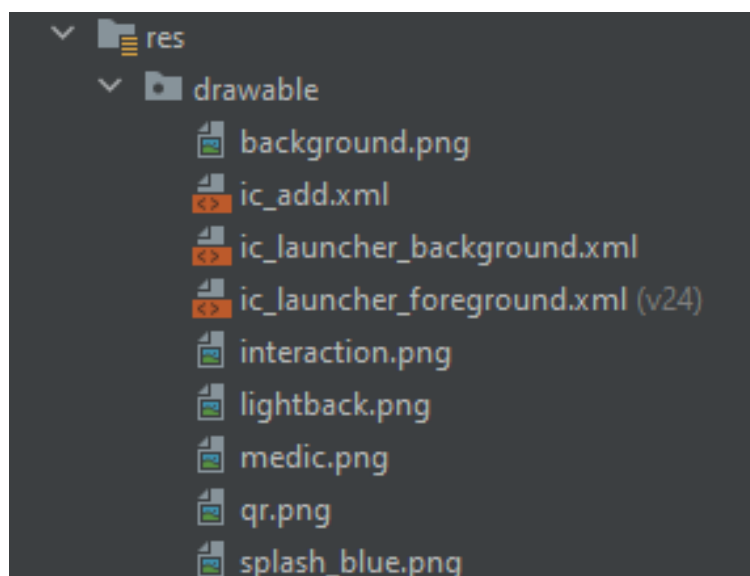 res
drawable
background.png
ic_add.xml
ic_launcher_background.xml
ic_launcher_foreground.xml (v24)
interaction.png
lightback.png
medic.png
qr.png
splash_blue.png